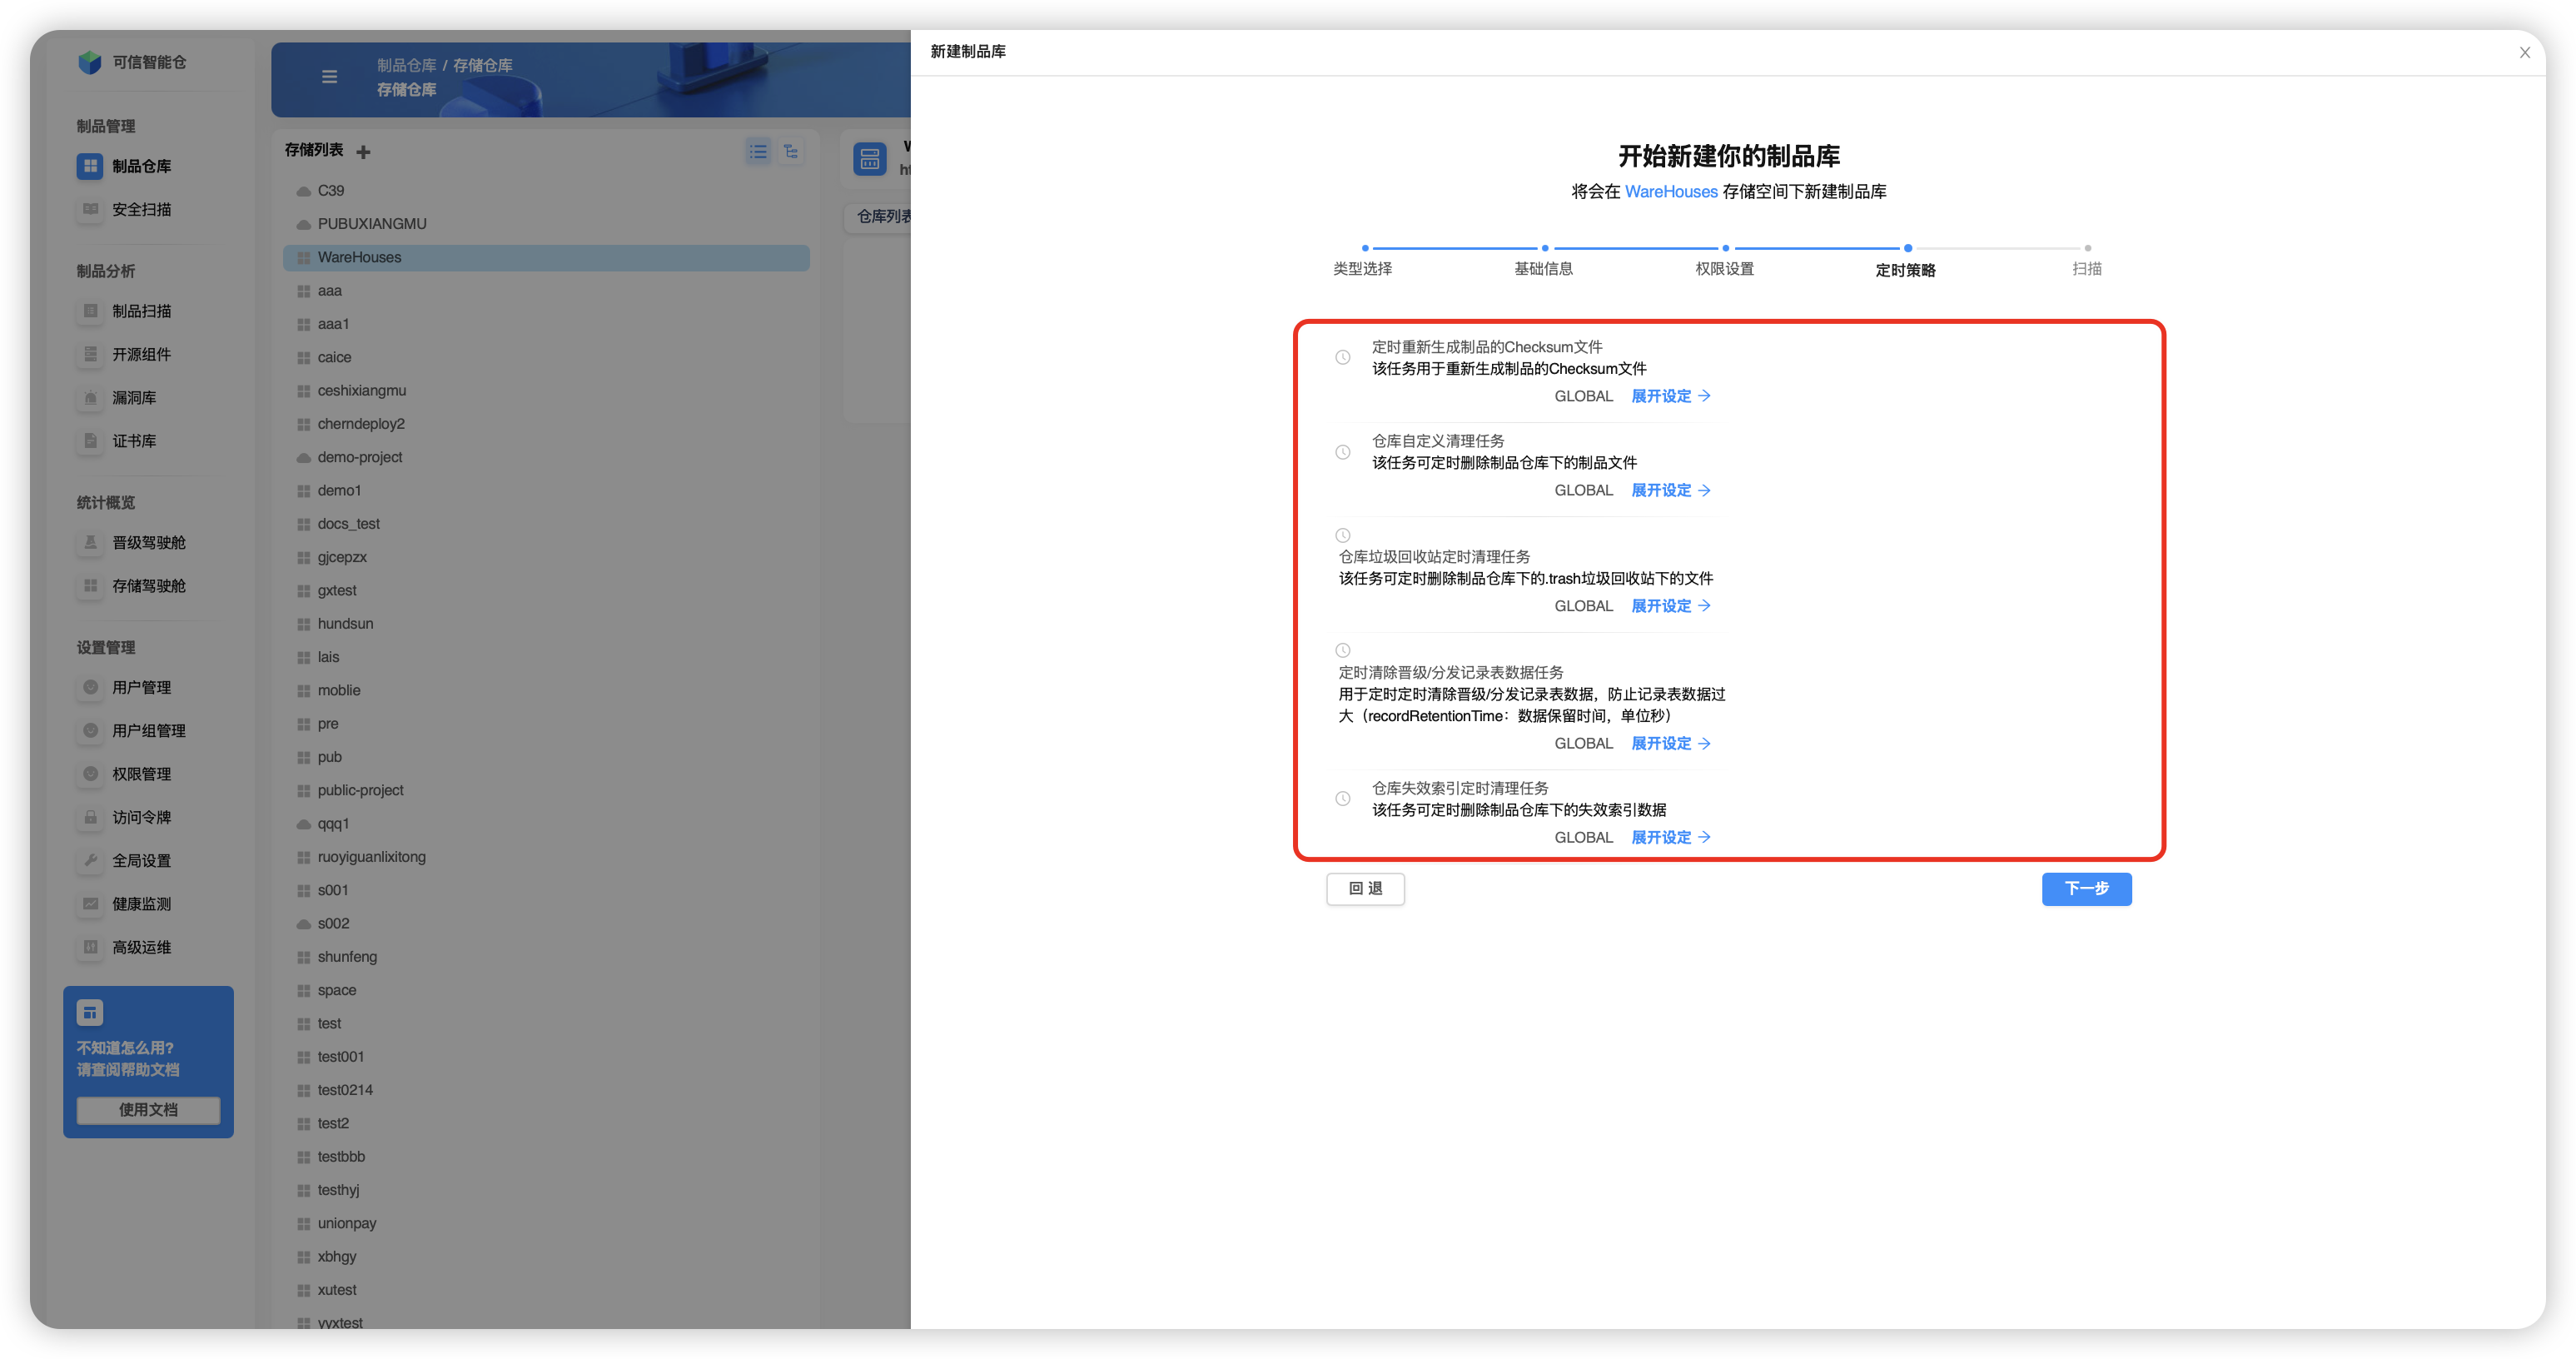 可信智能仓
制品管理
制品仓库
安全扫描
制品分析
制品扫描
开源组件
漏洞库
证书库
统计概览
晋级驾驶舱
存储驾驶舱
设置管理
用户管理
用户组管理
权限管理
访问令牌
全局设置
健康监测
高级运维
不知道怎么用?
请查阅帮助文档
使用文档
制品仓库 / 存储仓库
存储仓库
存储列表
C39
PUBUXIANGMU
WareHouses
aaa
aaa1
caice
ceshixiangmu
cherndeploy2
demo-project
demo1
docs_test
gjcepzx
gxtest
hundsun
lais
moblie
pre
pub
public-project
qqq1
ruoyiguanlixitong
s001
s002
shunfeng
space
test
test001
test0214
test2
testbbb
testhyj
unionpay
xbhgy
xutest
yyxtest
仓库列表
新建制品库
开始新建你的制品库
将会在 WareHouses 存储空间下新建制品库
类型选择
基础信息
权限设置
定时策略
扫描
定时重新生成制品的Checksum文件
该任务用于重新生成制品的Checksum文件
GLOBAL 展开设定
仓库自定义清理任务
该任务可定时删除制品仓库下的制品文件
GLOBAL 展开设定
仓库垃圾回收站定时清理任务
该任务可定时删除制品仓库下的.trash垃圾回收站下的文件
GLOBAL 展开设定
定时清除晋级/分发记录表数据任务
用于定时定时清除晋级/分发记录表数据，防止记录表数据过
大（recordRetentionTime：数据保留时间，单位秒）
GLOBAL 展开设定
仓库失效索引定时清理任务
该任务可定时删除制品仓库下的失效索引数据
GLOBAL 展开设定
回 退
下一步